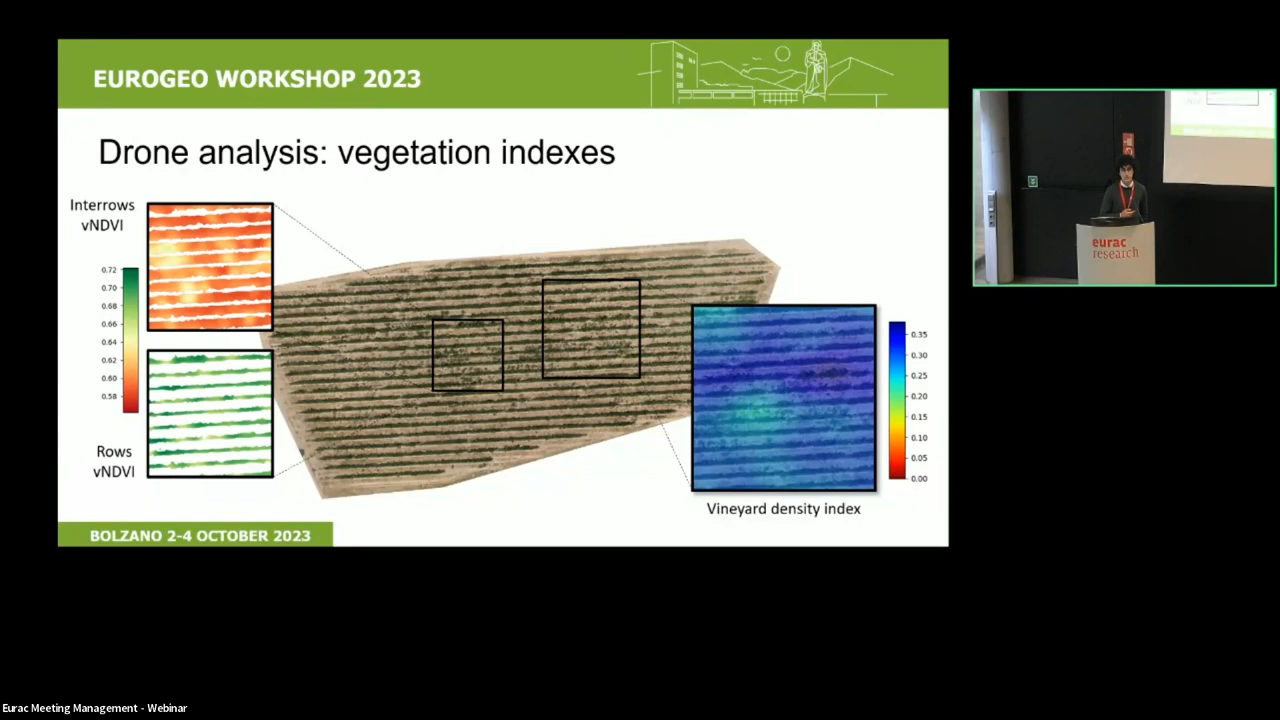 EUROGEO WORKSHOP 2023
Drone analysis: vegetation indexes
Interrows
vNDVI
0.72
0.70
0.68
0.66
0.64
0.62
0.60
0.58
Rows
vNDVI
0.35
0.30
0.25
0.20
0.15
0.10
0.05
0.00
Vineyard density index
BOLZANO 2-4 OCTOBER 2023
eurac
research
Eurac Meeting Management - Webinar